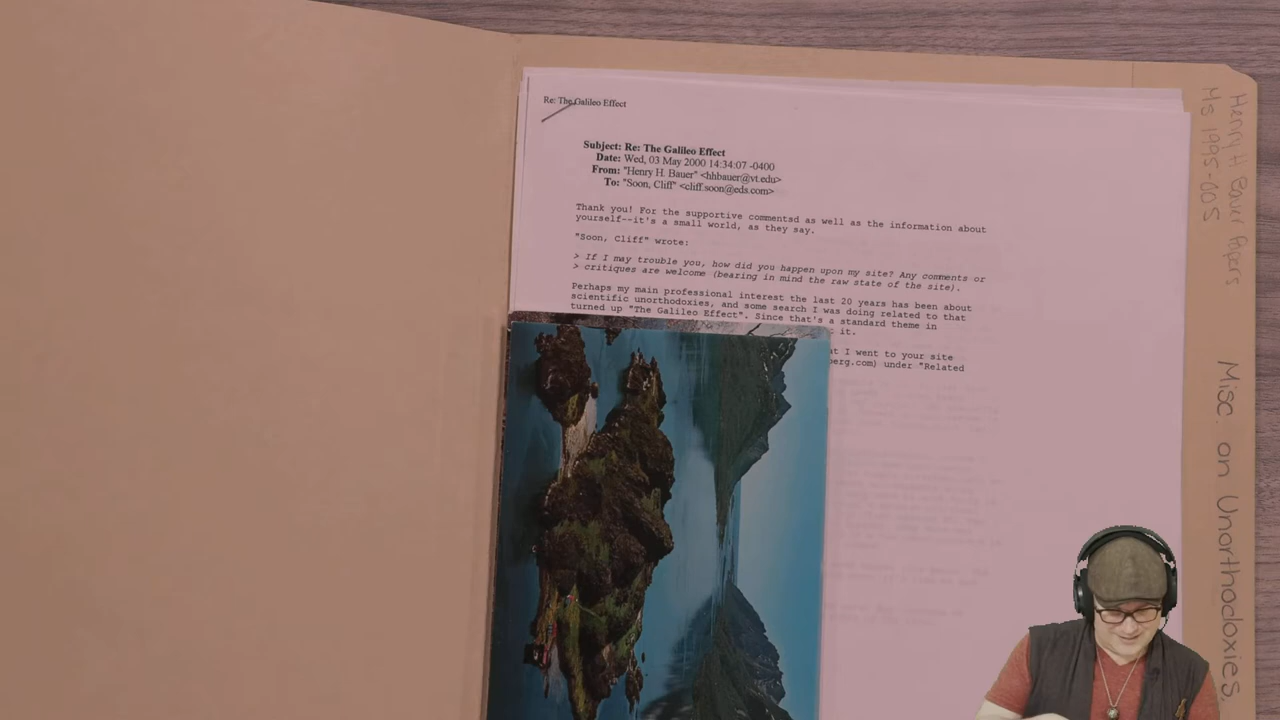 Re: The Galileo Effect
Subject: Re: The Galileo Effect
Date: Wed, 03 May 2000 14:34:07 -0400
From: "Henry H. Bauer" <hhbauer@vt.edu>
To: "Soon, Cliff" <cliff.soon@eds.com>
Thank you! For the supportive commentsd as well as the information about
yourself--it's a small world, as they say.
"Soon, Cliff" wrote:
> If I may trouble you, how did you happen upon my site? Any comments or
> critiques are welcome (bearing in mind the raw state of the site).
Perhaps my main professional interest the last 20 years has been about
scientific unorthodoxies, and some search I was doing related to that
turned up "The Galileo Effect". Since that's a standard theme in
it.
I went to your site
under "Related
Henry H Bauer Papers
Ms 1995-005
Misc. on Unorthodoxies